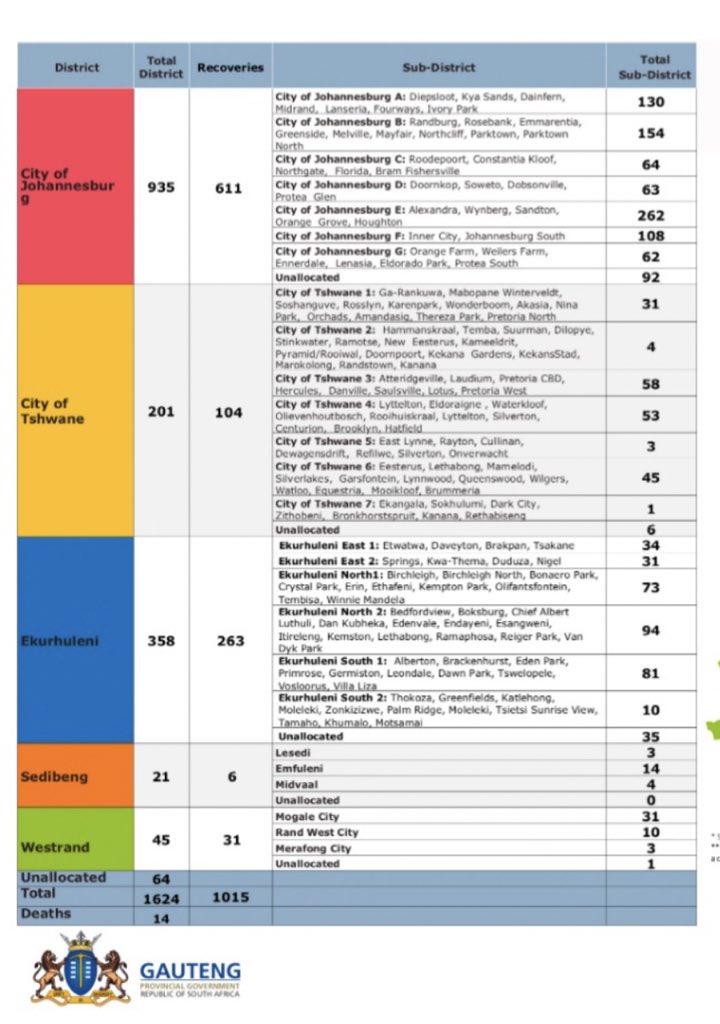 District
Total
District
Recoveries
Sub-District
Total
Sub-District
City of
Johannesbur
g
935
611
City of Johannesburg A: Diepsloot, Kya Sands, Dainfern,
Midrand, Lanseria, Fourways, Ivory Park
130
City of Johannesburg B: Randburg, Rosebank, Emmarentia,
Greenside, Melville, Mayfair, Northcliff, Parktown, Parktown
North
154
City of Johannesburg C: Roodepoort, Constantia Kloof,
Northgate, Florida, Bram Fishersville
64
City of Johannesburg D: Doornkop, Soweto, Dobsonville,
Protea Glen
63
City of Johannesburg E: Alexandra, Wynberg, Sandton,
Orange Grove, Houghton
262
City of Johannesburg F: Inner City, Johannesburg South
108
City of Johannesburg G: Orange Farm, Weilers Farm,
Ennerdale, Lenasia, Eldorado Park, Protea South
62
Unallocated
92
City of
Tshwane
201
104
City of Tshwane 1: Ga-Rankuwa, Mabopane Winterveldt,
Soshanguve, Rosslyn, Karenpark, Wonderboom, Akasia, Nina
Park, Orchads, Amandasig, Thereza Park, Pretoria North
31
City of Tshwane 2: Hammanskraal, Temba, Suurman, Dilopye,
Stinkwater, Ramotse, New Eesterus, Kameeldrit,
Pyramid/Rooiwal, Doornpoort, Kekana Gardens, KekansStad,
Marokolong, Randstown, Kanana
4
City of Tshwane 3: Atteridgeville, Laudium, Pretoria CBD,
Hercules, Danville, Saulsville, Lotus, Pretoria West
58
City of Tshwane 4: Lyttelton, Eldoraigne , Waterkloof,
Olievenhoutbosch, Rooihuiskraal, Lyttelton, Silverton,
Centurion, Brooklyn, Hatfield
53
City of Tshwane 5: East Lynne, Rayton, Cullinan,
Dewagensdrift, Refilwe, Silverton, Onverwacht
3
City of Tshwane 6: Eesterus, Lethabong, Mamelodi,
Silverlakes, Garsfontein, Lynnwood, Queenswood, Wilgers,
Watloo, Equestria, Mooikloof, Brummeria
45
City of Tshwane 7: Ekangala, Sokhulumi, Dark City,
Zithobeni, Bronkhorstspruit, Kanana, Rethabiseng
1
Unallocated
6
Ekurhuleni
358
263
Ekurhuleni East 1: Etwatwa, Daveyton, Brakpan, Tsakane
34
Ekurhuleni East 2: Springs, Kwa-Thema, Duduza, Nigel
31
Ekurhuleni North1: Birchleigh, Birchleigh North, Bonaero Park,
Crystal Park, Erin, Ethafeni, Kempton Park, Olifantsfontein,
Tembisa, Winnie Mandela
73
Ekurhuleni North 2: Bedfordview, Boksburg, Chief Albert
Luthuli, Dan Kubheka, Edenvale, Endayeni, Esangweni,
Itireleng, Kemston, Lethabong, Ramaphosa, Reiger Park, Van
Dyk Park
94
Ekurhuleni South 1: Alberton, Brackenhurst, Eden Park,
Primrose, Germiston, Leondale, Dawn Park, Tswelopele,
Vosloorus, Villa Liza
81
Ekurhuleni South 2: Thokoza, Greenfields, Katlehong,
Moleleki, Zonkizizwe, Palm Ridge, Moleleki, Tsietsi Sunrise View,
Tamaho, Khumalo, Motsamai
10
Unallocated
35
Sedibeng
21
6
Lesedi
3
Emfuleni
14
Midvaal
4
Unallocated
0
Westrand
45
31
Mogale City
31
Rand West City
10
Merafong City
3
Unallocated
1
Unallocated
64
Total
1624
1015
Deaths
14
GAUTENG
PROVINCIAL GOVERNMENT
REPUBLIC OF SOUTH AFRICA